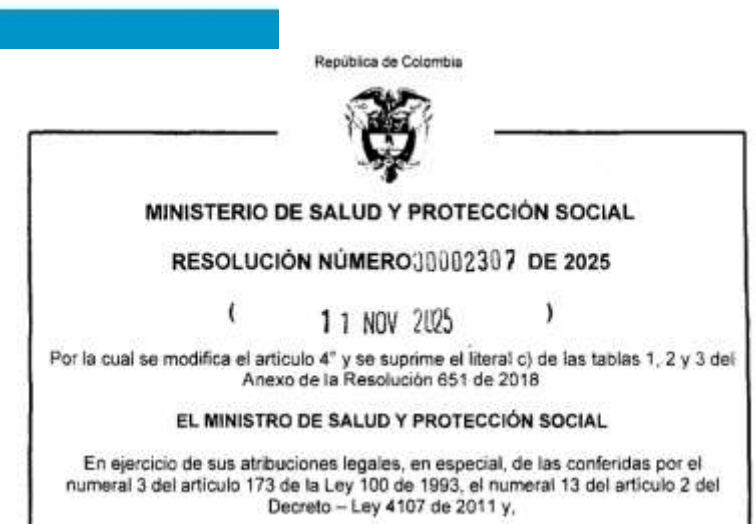 República de Colombia
MINISTERIO DE SALUD Y PROTECCIÓN SOCIAL
RESOLUCIÓN NÚMERO 00002307 DE 2025
( 11 NOV 2025 )
Por la cual se modifica el artículo 4° y se suprime el literal c) de las tablas 1, 2 y 3 del
Anexo de la Resolución 651 de 2018
EL MINISTRO DE SALUD Y PROTECCIÓN SOCIAL
En ejercicio de sus atribuciones legales, en especial, de las conferidas por el
numeral 3 del artículo 173 de la Ley 100 de 1993, el numeral 13 del artículo 2 del
Decreto – Ley 4107 de 2011 y,